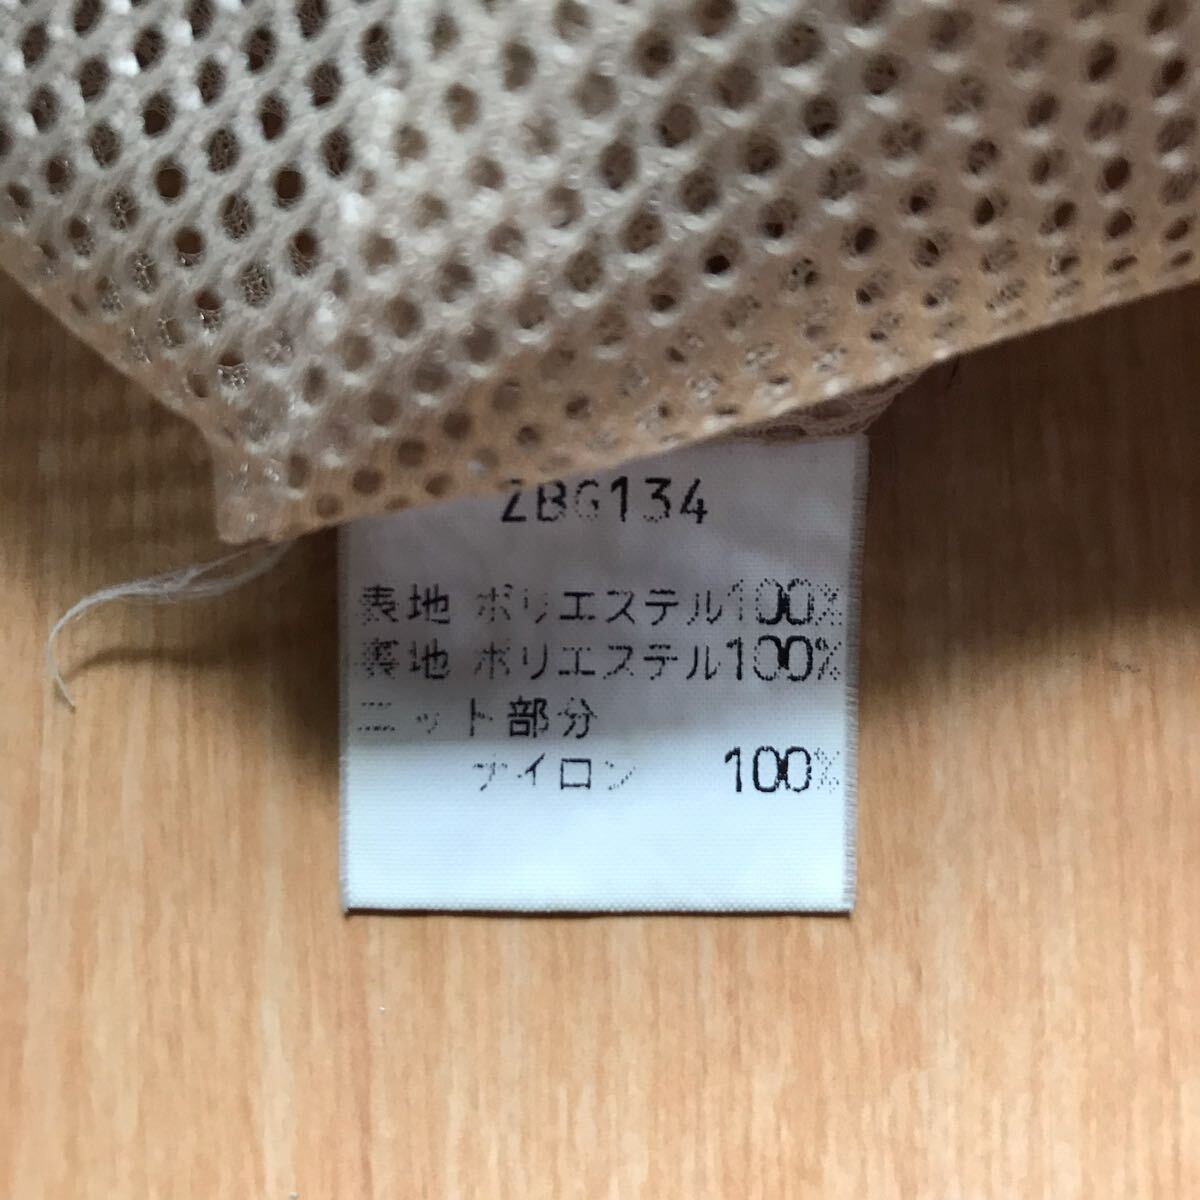 2BG134
表地 ポリエステル100%
裏地 ポリエステル100%
ニット部分
ナイロン 100%